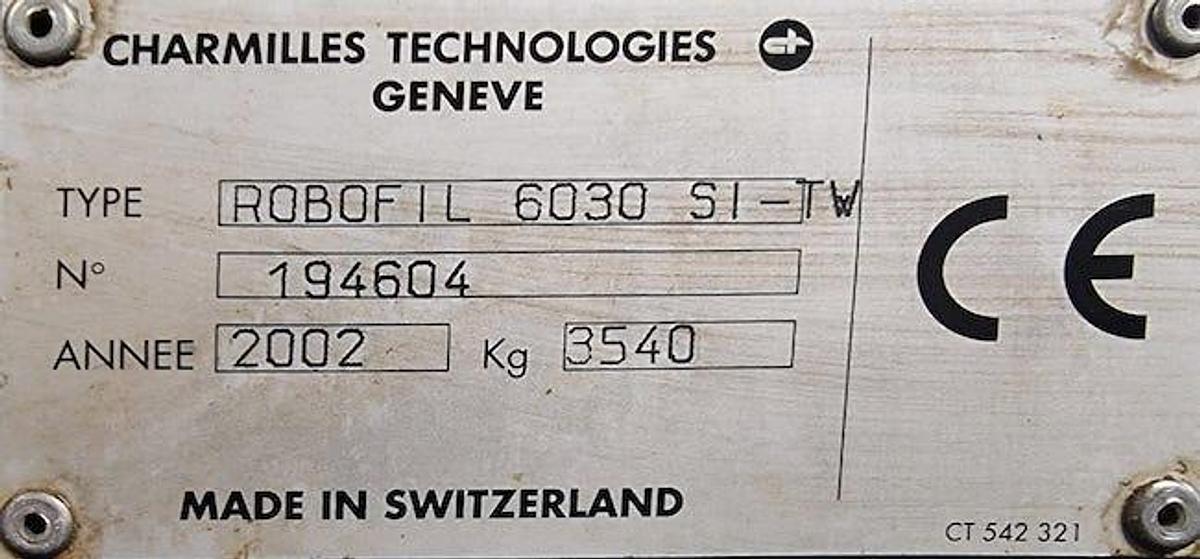 CHARMILLES TECHNOLOGIES
GENEVE
TYPE ROBOFIL 6030 SI-TW
N° 194604
ANNEE 2002 Kg 3540
CE
MADE IN SWITZERLAND
CT 542 321